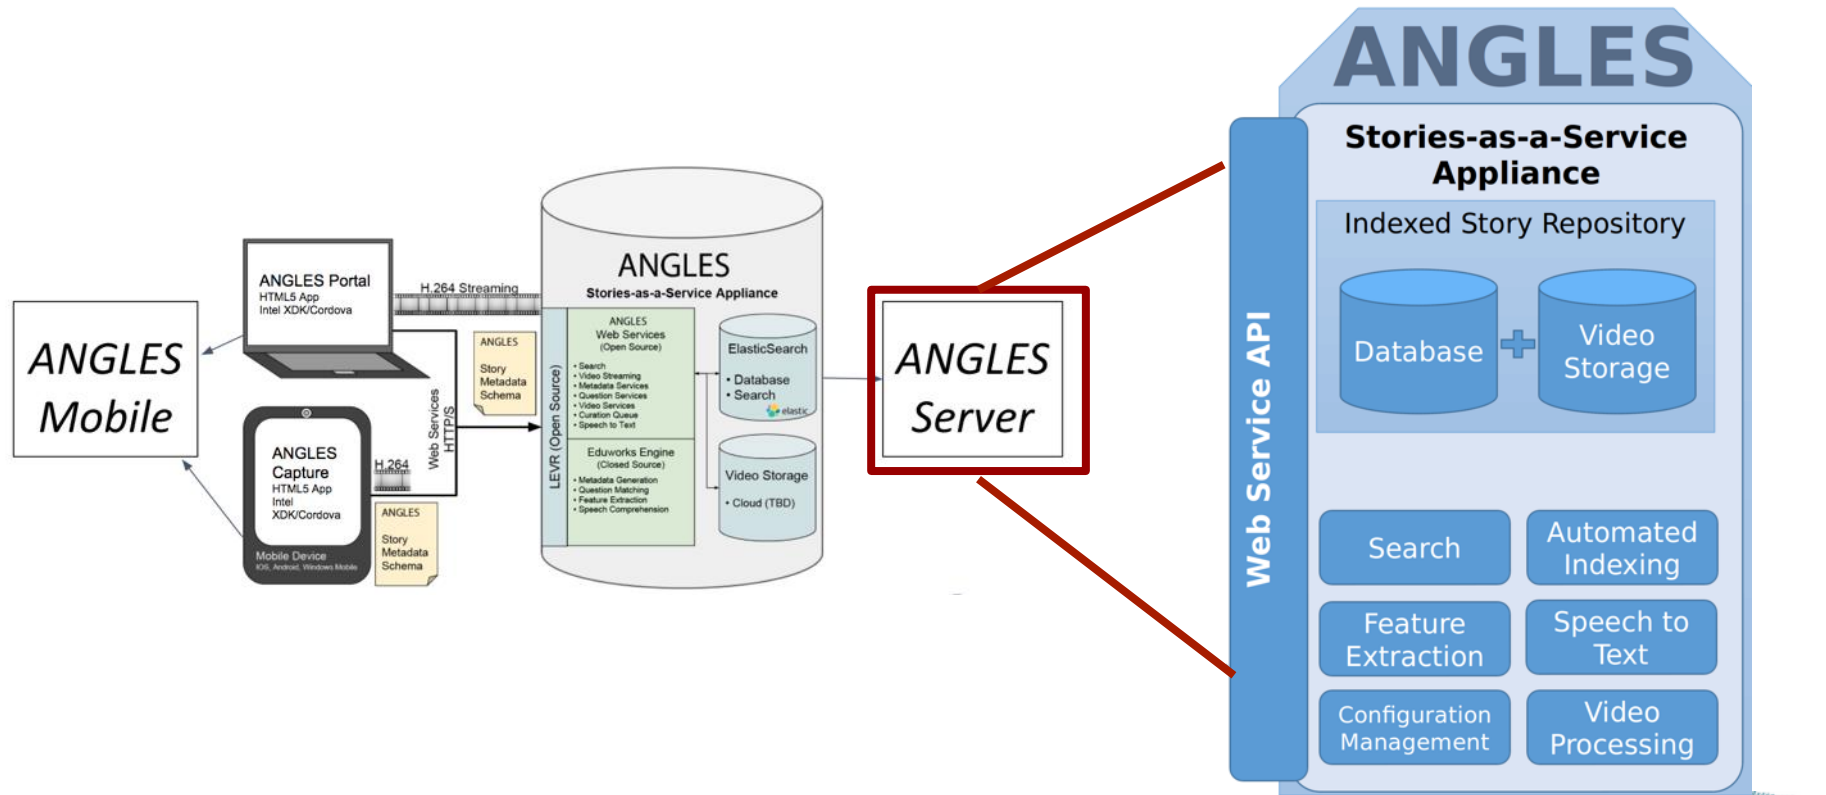 ANGLES
Mobile
ANGLES Portal
HTML5 App
Intel XDK/Cordova
H.264 Streaming
ANGLES
Story
Metadata
Schema
Web Services
HTTP/S
ANGLES
Capture
HTML5 App
Intel
XDK/Cordova
Mobile Device
IOS, Android, Windows Mobile
H.264
ANGLES
Story
Metadata
Schema
ANGLES
Stories-as-a-Service Appliance
LEVR (Open Source)
ANGLES
Web Services
(Open Source)
• Search
• Video Streaming
• Metadata Services
• Question Services
• Video Services
• Curation Queue
• Speech to Text
Eduworks Engine
(Closed Source)
• Metadata Generation
• Question Matching
• Feature Extraction
• Speech Comprehension
ElasticSearch
• Database
• Search
elastic
Video Storage
• Cloud (TBD)
ANGLES
Server
ANGLES
Web Service API
Stories-as-a-Service
Appliance
Indexed Story Repository
Database
Video
Storage
Search
Automated
Indexing
Feature
Extraction
Speech to
Text
Configuration
Management
Video
Processing